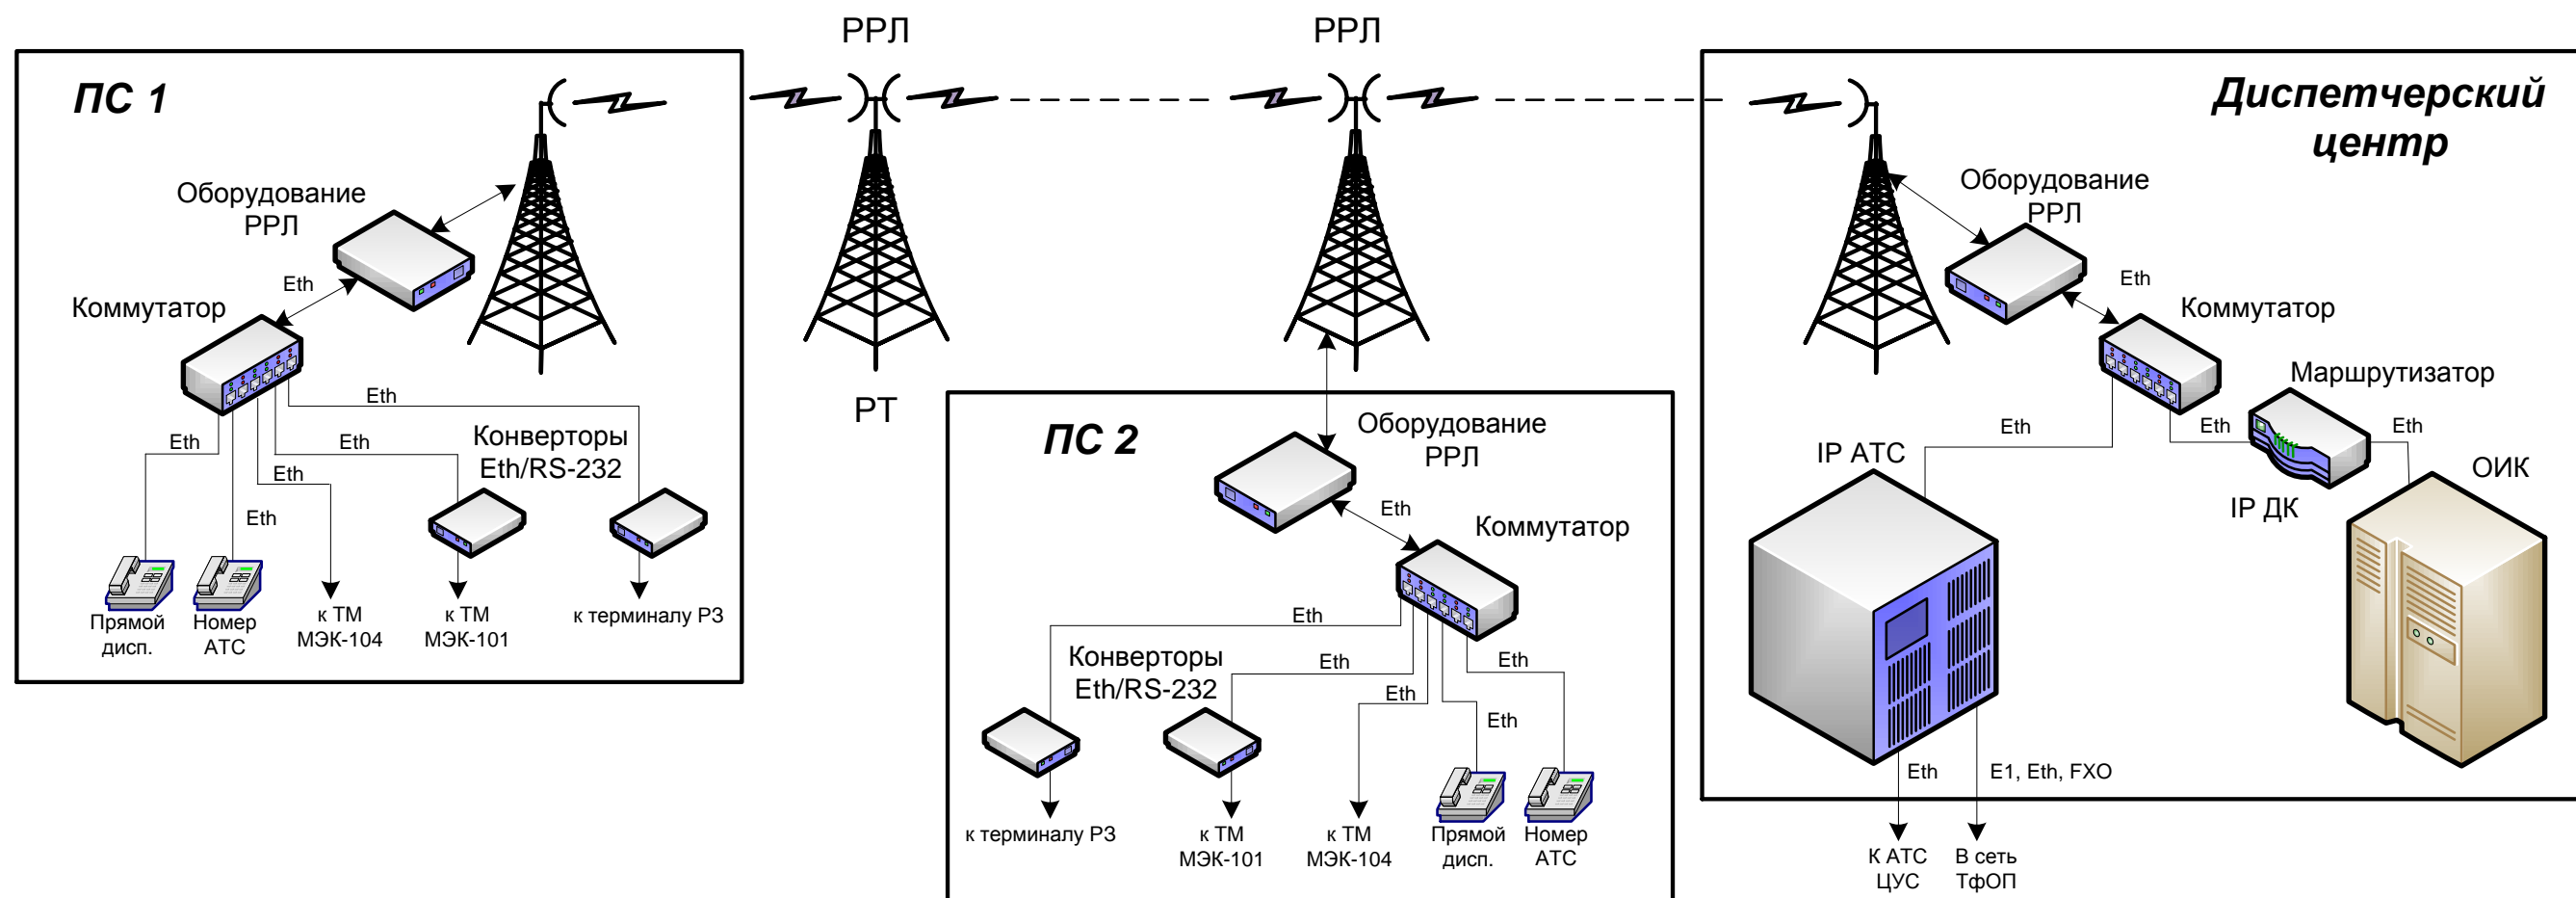 РРЛ
РРЛ
ПС 1
Диспетчерский
центр
Оборудование
РРЛ
Eth
Коммутатор
Eth
Eth
Eth
Eth
Eth
Конверторы
Eth/RS-232
Прямой
дисп.
Номер
АТС
к ТМ
МЭК-104
к ТМ
МЭК-101
к терминалу РЗ
РТ
ПС 2
Оборудование
РРЛ
Eth
Коммутатор
Eth
Конверторы
Eth/RS-232
Eth
Eth
Eth
Eth
к терминалу РЗ
к ТМ
МЭК-101
к ТМ
МЭК-104
Прямой
дисп.
Номер
АТС
Оборудование
РРЛ
Eth
Коммутатор
Маршрутизатор
Eth
Eth
Eth
IP АТС
IP ДК
ОИК
Eth
E1, Eth, FXO
К АТС
ЦУС
В сеть
ТфОП